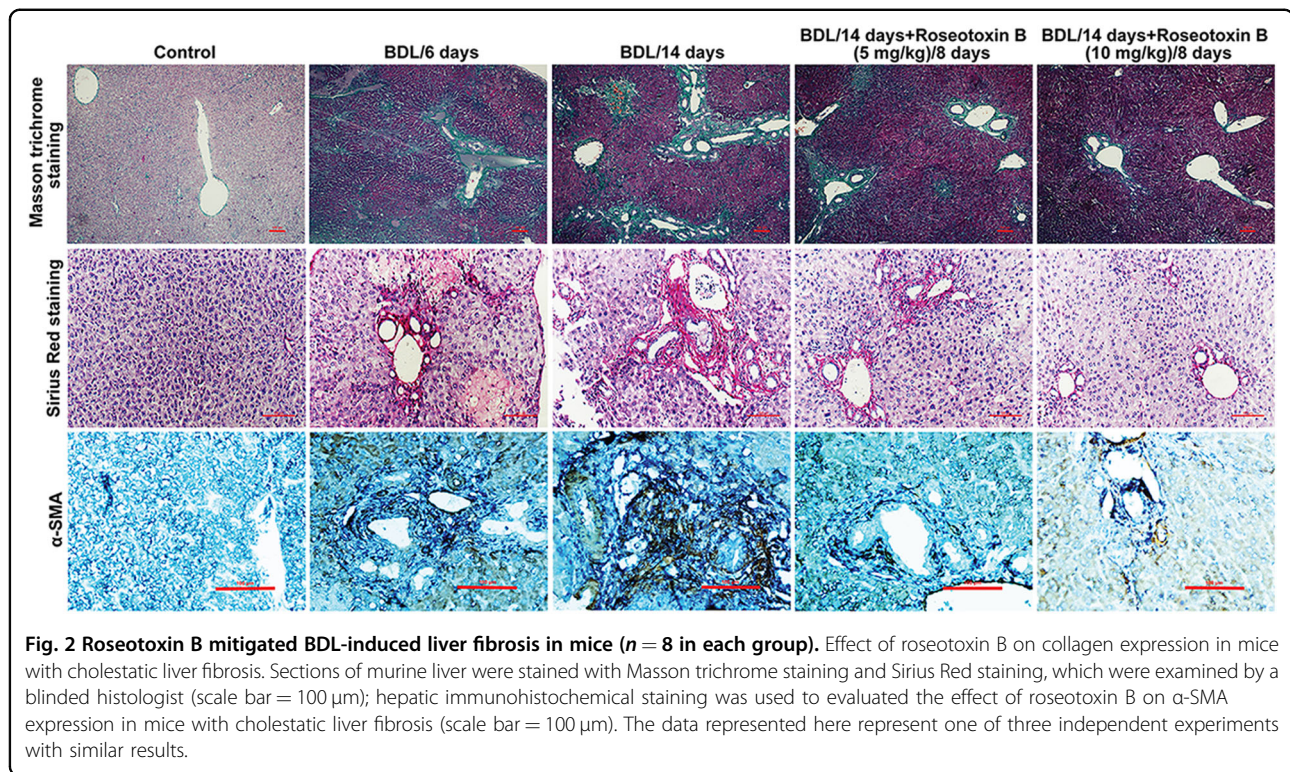 Control
BDL/6 days
BDL/14 days
BDL/14 days+Roseotoxin B
(5 mg/kg)/8 days
BDL/14 days+Roseotoxin B
(10 mg/kg)/8 days
Masson trichrome
staining
Sirius Red staining
α-SMA
Fig. 2 Roseotoxin B mitigated BDL-induced liver fibrosis in mice (n = 8 in each group). Effect of roseotoxin B on collagen expression in mice
with cholestatic liver fibrosis. Sections of murine liver were stained with Masson trichrome staining and Sirius Red staining, which were examined by a
blinded histologist (scale bar = 100 μm); hepatic immunohistochemical staining was used to evaluated the effect of roseotoxin B on α-SMA
expression in mice with cholestatic liver fibrosis (scale bar = 100 μm). The data represented here represent one of three independent experiments
with similar results.